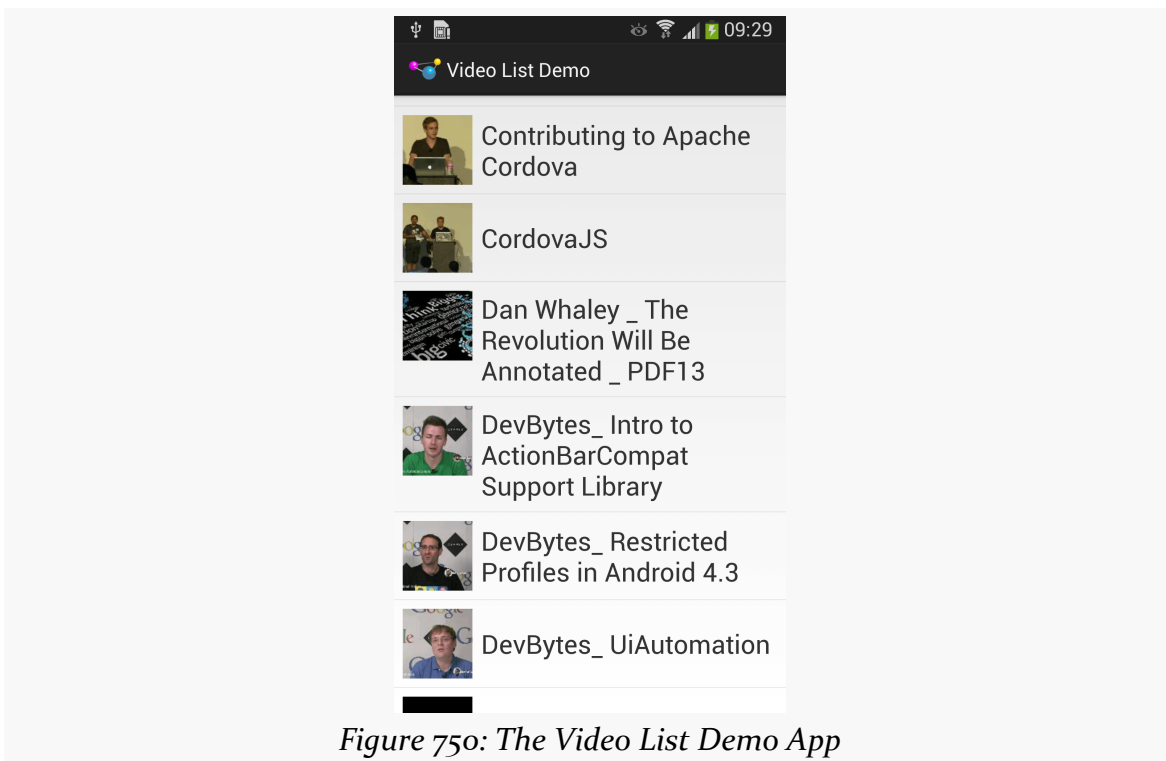 09:29
Video List Demo
Contributing to Apache
Cordova
CordovaJS
Dan Whaley _ The
Revolution Will Be
Annotated _ PDF13
DevBytes_ Intro to
ActionBarCompat
Support Library
DevBytes_ Restricted
Profiles in Android 4.3
DevBytes_ UiAutomation
Figure 750: The Video List Demo App